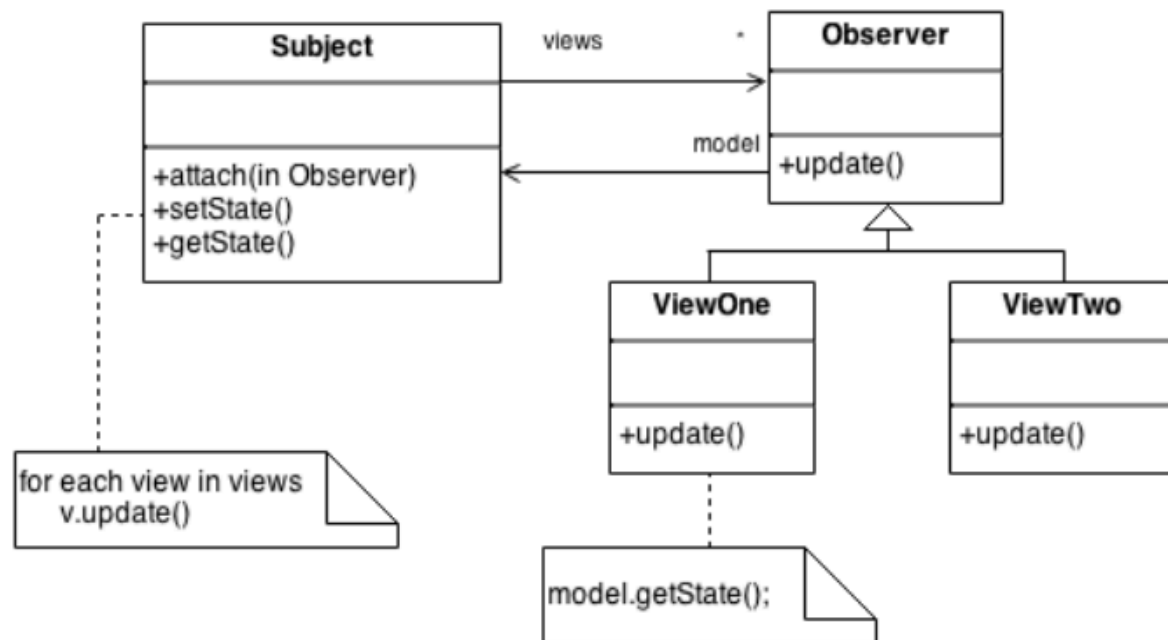 Subject
+attach(in Observer)
+setState()
+getState()
views
*
model
Observer
+update()
ViewOne
+update()
ViewTwo
+update()
for each view in views
v.update()
model.getState();